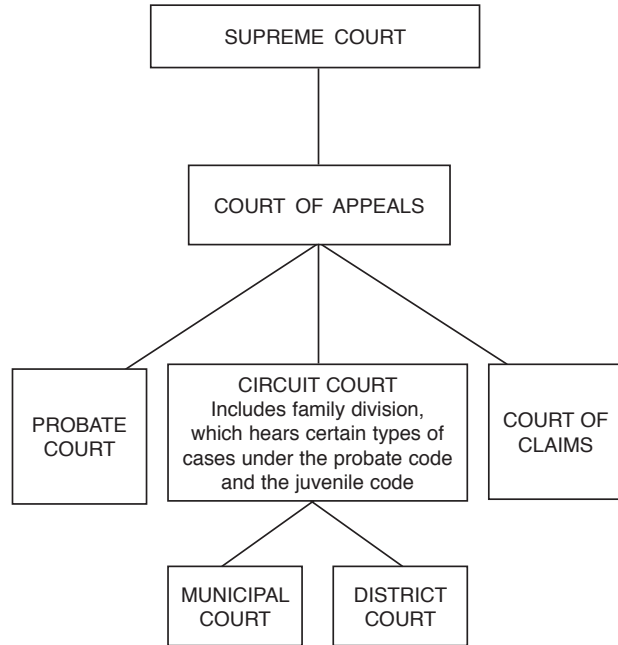 SUPREME COURT
COURT OF APPEALS
PROBATE
COURT
CIRCUIT COURT
Includes family division,
which hears certain types of
cases under the probate code
and the juvenile code
COURT OF
CLAIMS
MUNICIPAL
COURT
DISTRICT
COURT